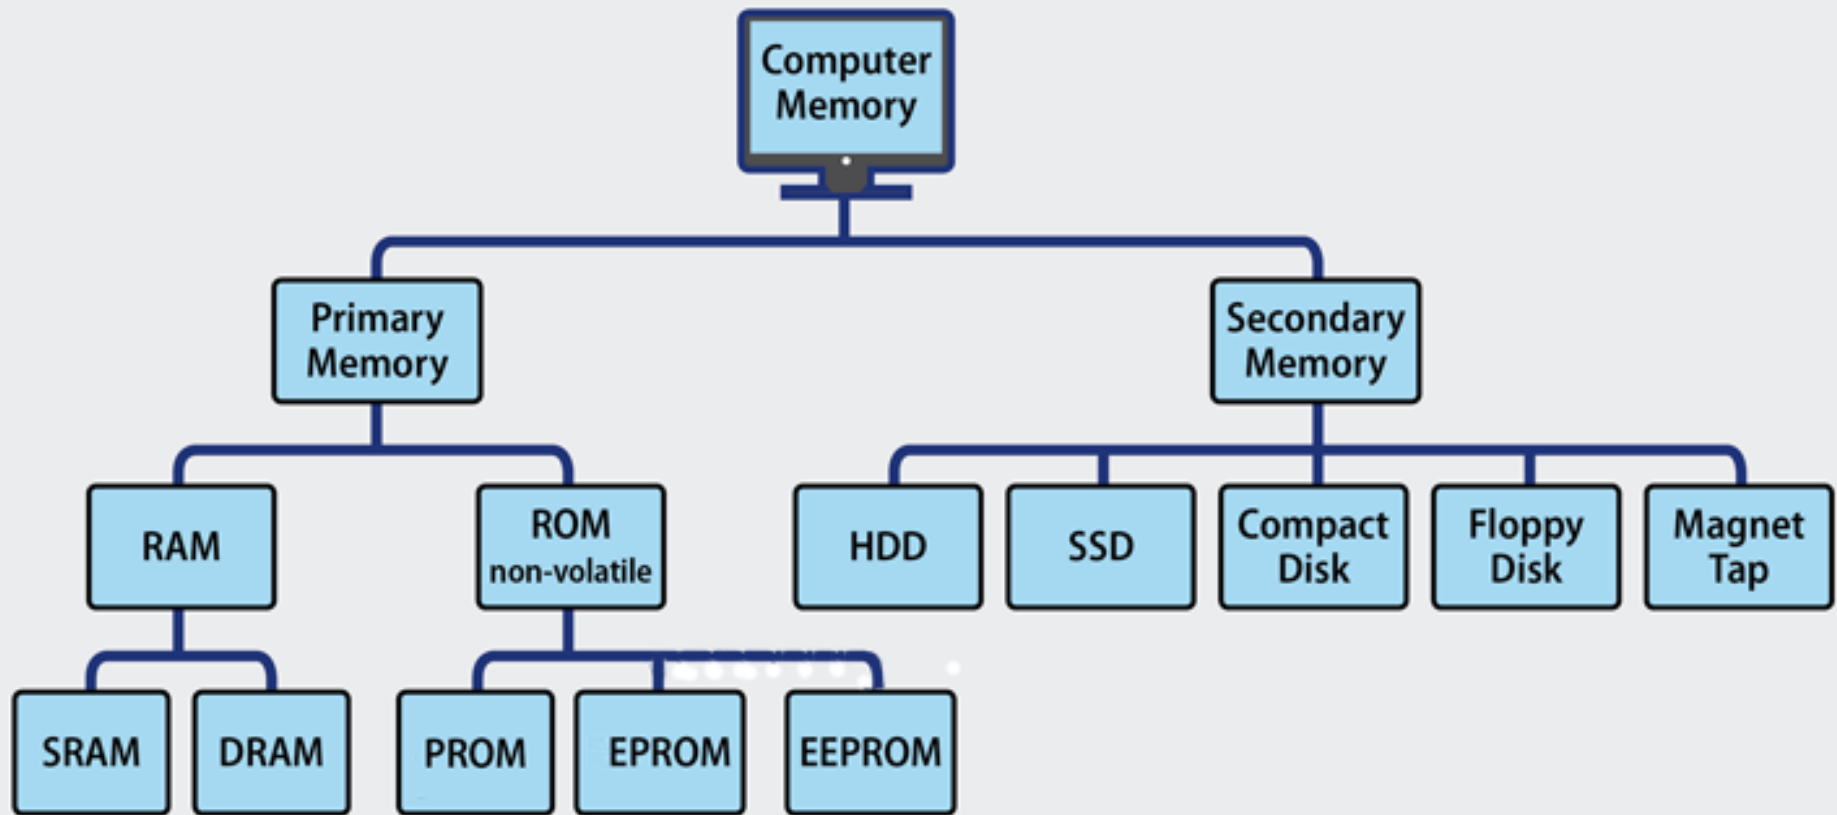 Computer
Memory
Primary
Memory
Secondary
Memory
RAM
ROM
non-volatile
HDD
SSD
Compact
Disk
Floppy
Disk
Magnet
Tap
SRAM
DRAM
PROM
EPROM
EEPROM